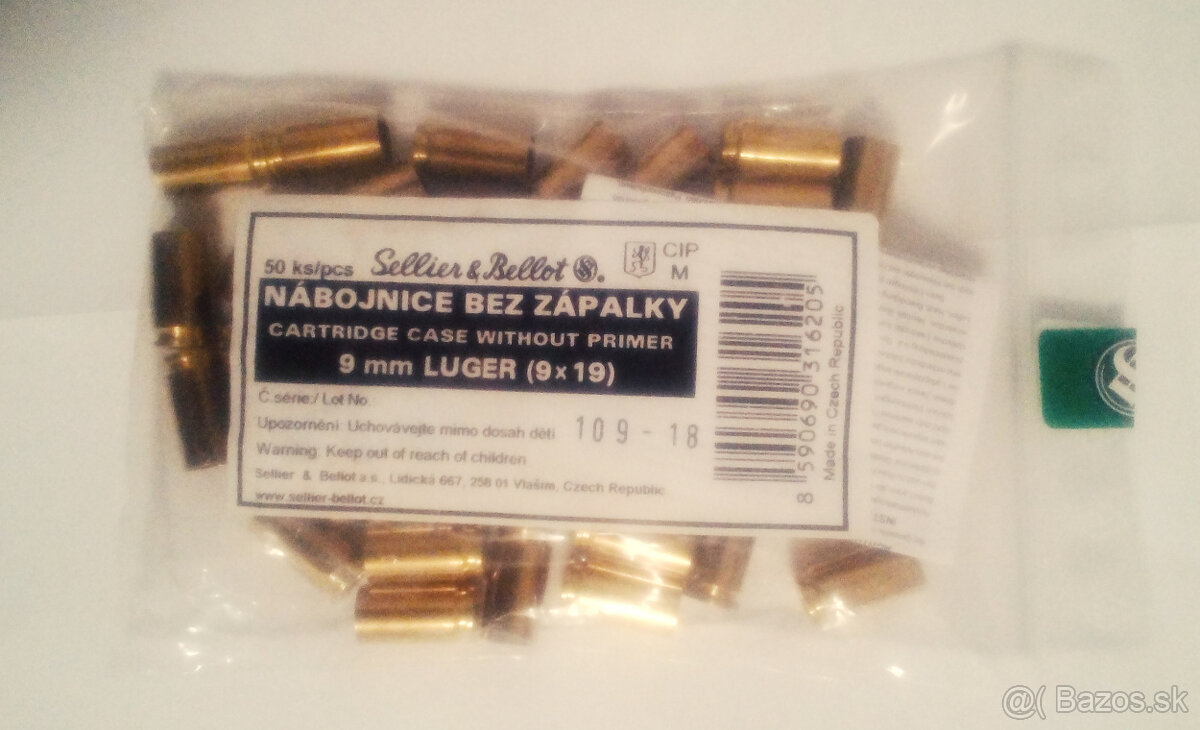 50 ks/pcs Sellier & Bellot
CIP
M
NÁBOJNICE BEZ ZÁPALKY
CARTRIDGE CASE WITHOUT PRIMER
9 mm LUGER (9×19)
Č.série:/ Lot No.
Upozornění: Uchovávejte mimo dosah dětí
109-18
Warning: Keep out of reach of children
Sellier & Bellot a.s., Lidická 667, 258 01 Vlašim, Czech Republic
www.sellier-bellot.cz
8 590690 316205
Made in Czech Republic
@( Bazos.sk